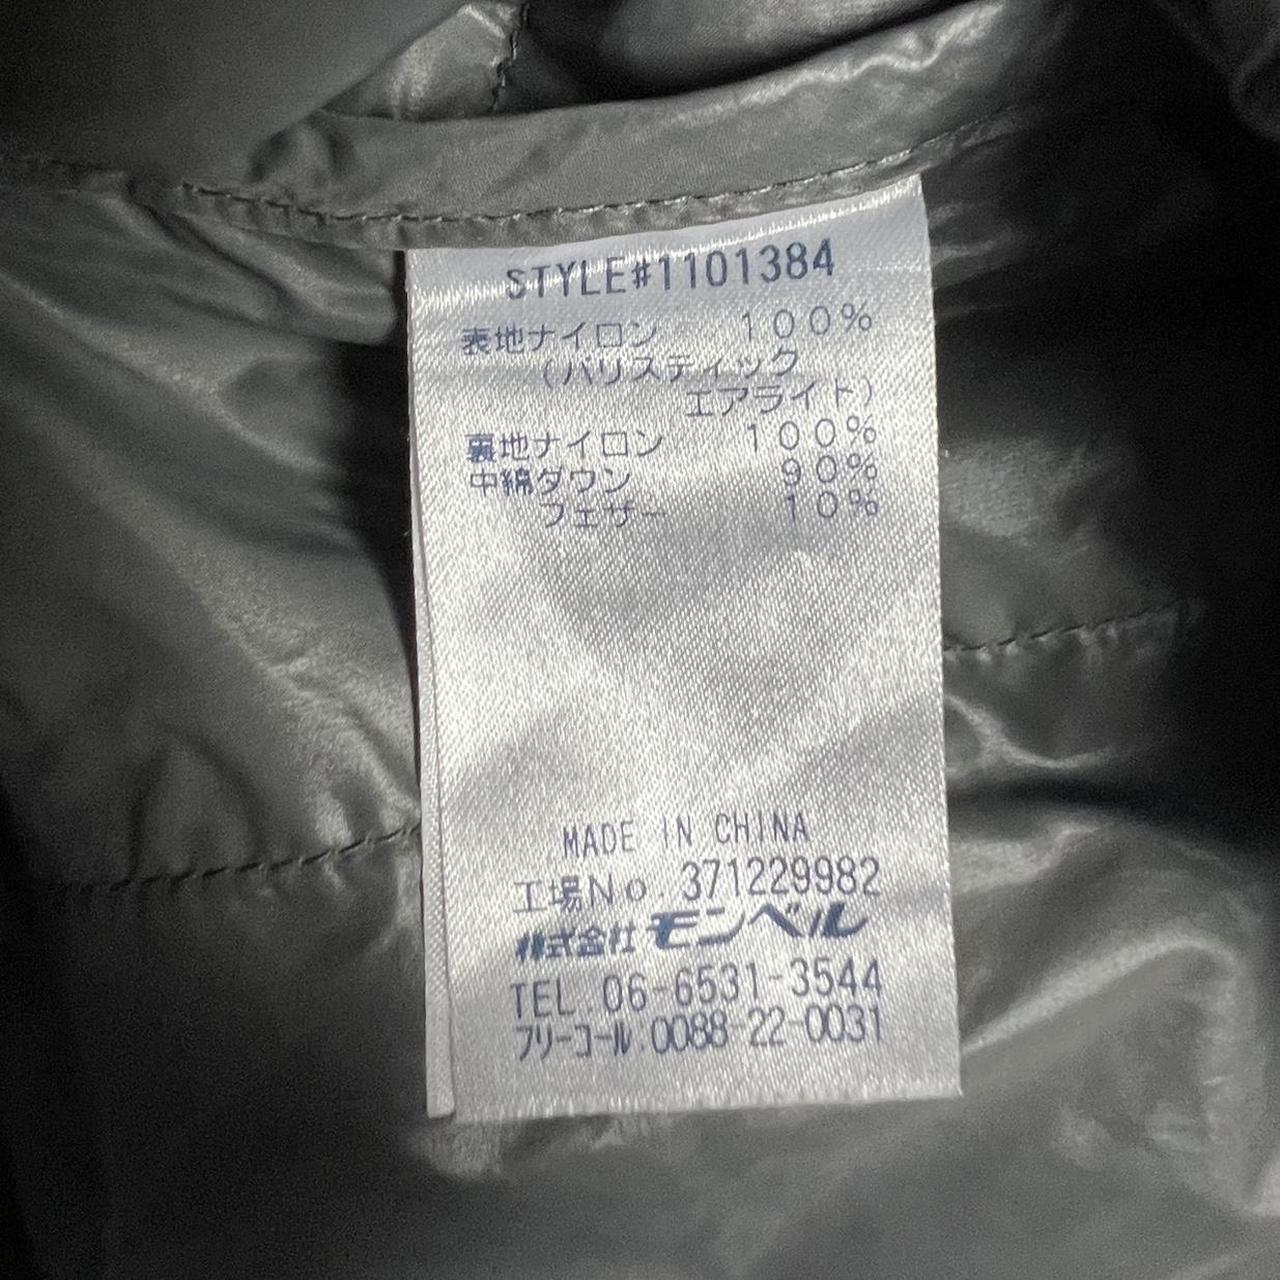 STYLE#1101384
表地ナイロン 100%
(バリスティック
エアライト)
裏地ナイロン 100%
中綿ダウン 90%
フェザー 10%
MADE IN CHINA
工場No. 371229982
株式会社モンベル
TEL. 06-6531-3544
フリーコール:0088-22-0031